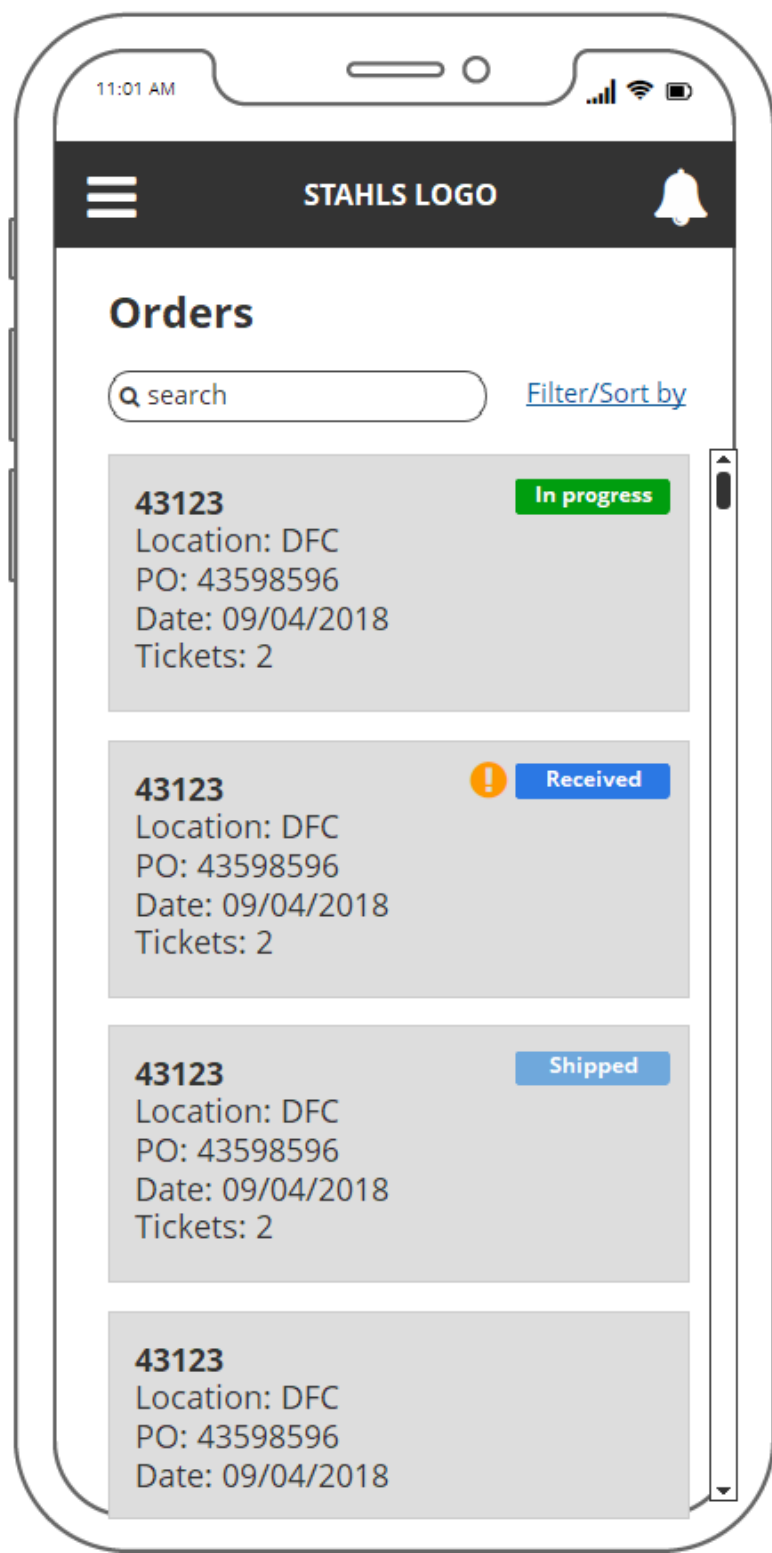 11:01 AM
STAHLS LOGO
Orders
search
Filter/Sort by
43123
In progress
Location: DFC
PO: 43598596
Date: 09/04/2018
Tickets: 2
43123
Received
Location: DFC
PO: 43598596
Date: 09/04/2018
Tickets: 2
43123
Shipped
Location: DFC
PO: 43598596
Date: 09/04/2018
Tickets: 2
43123
Location: DFC
PO: 43598596
Date: 09/04/2018